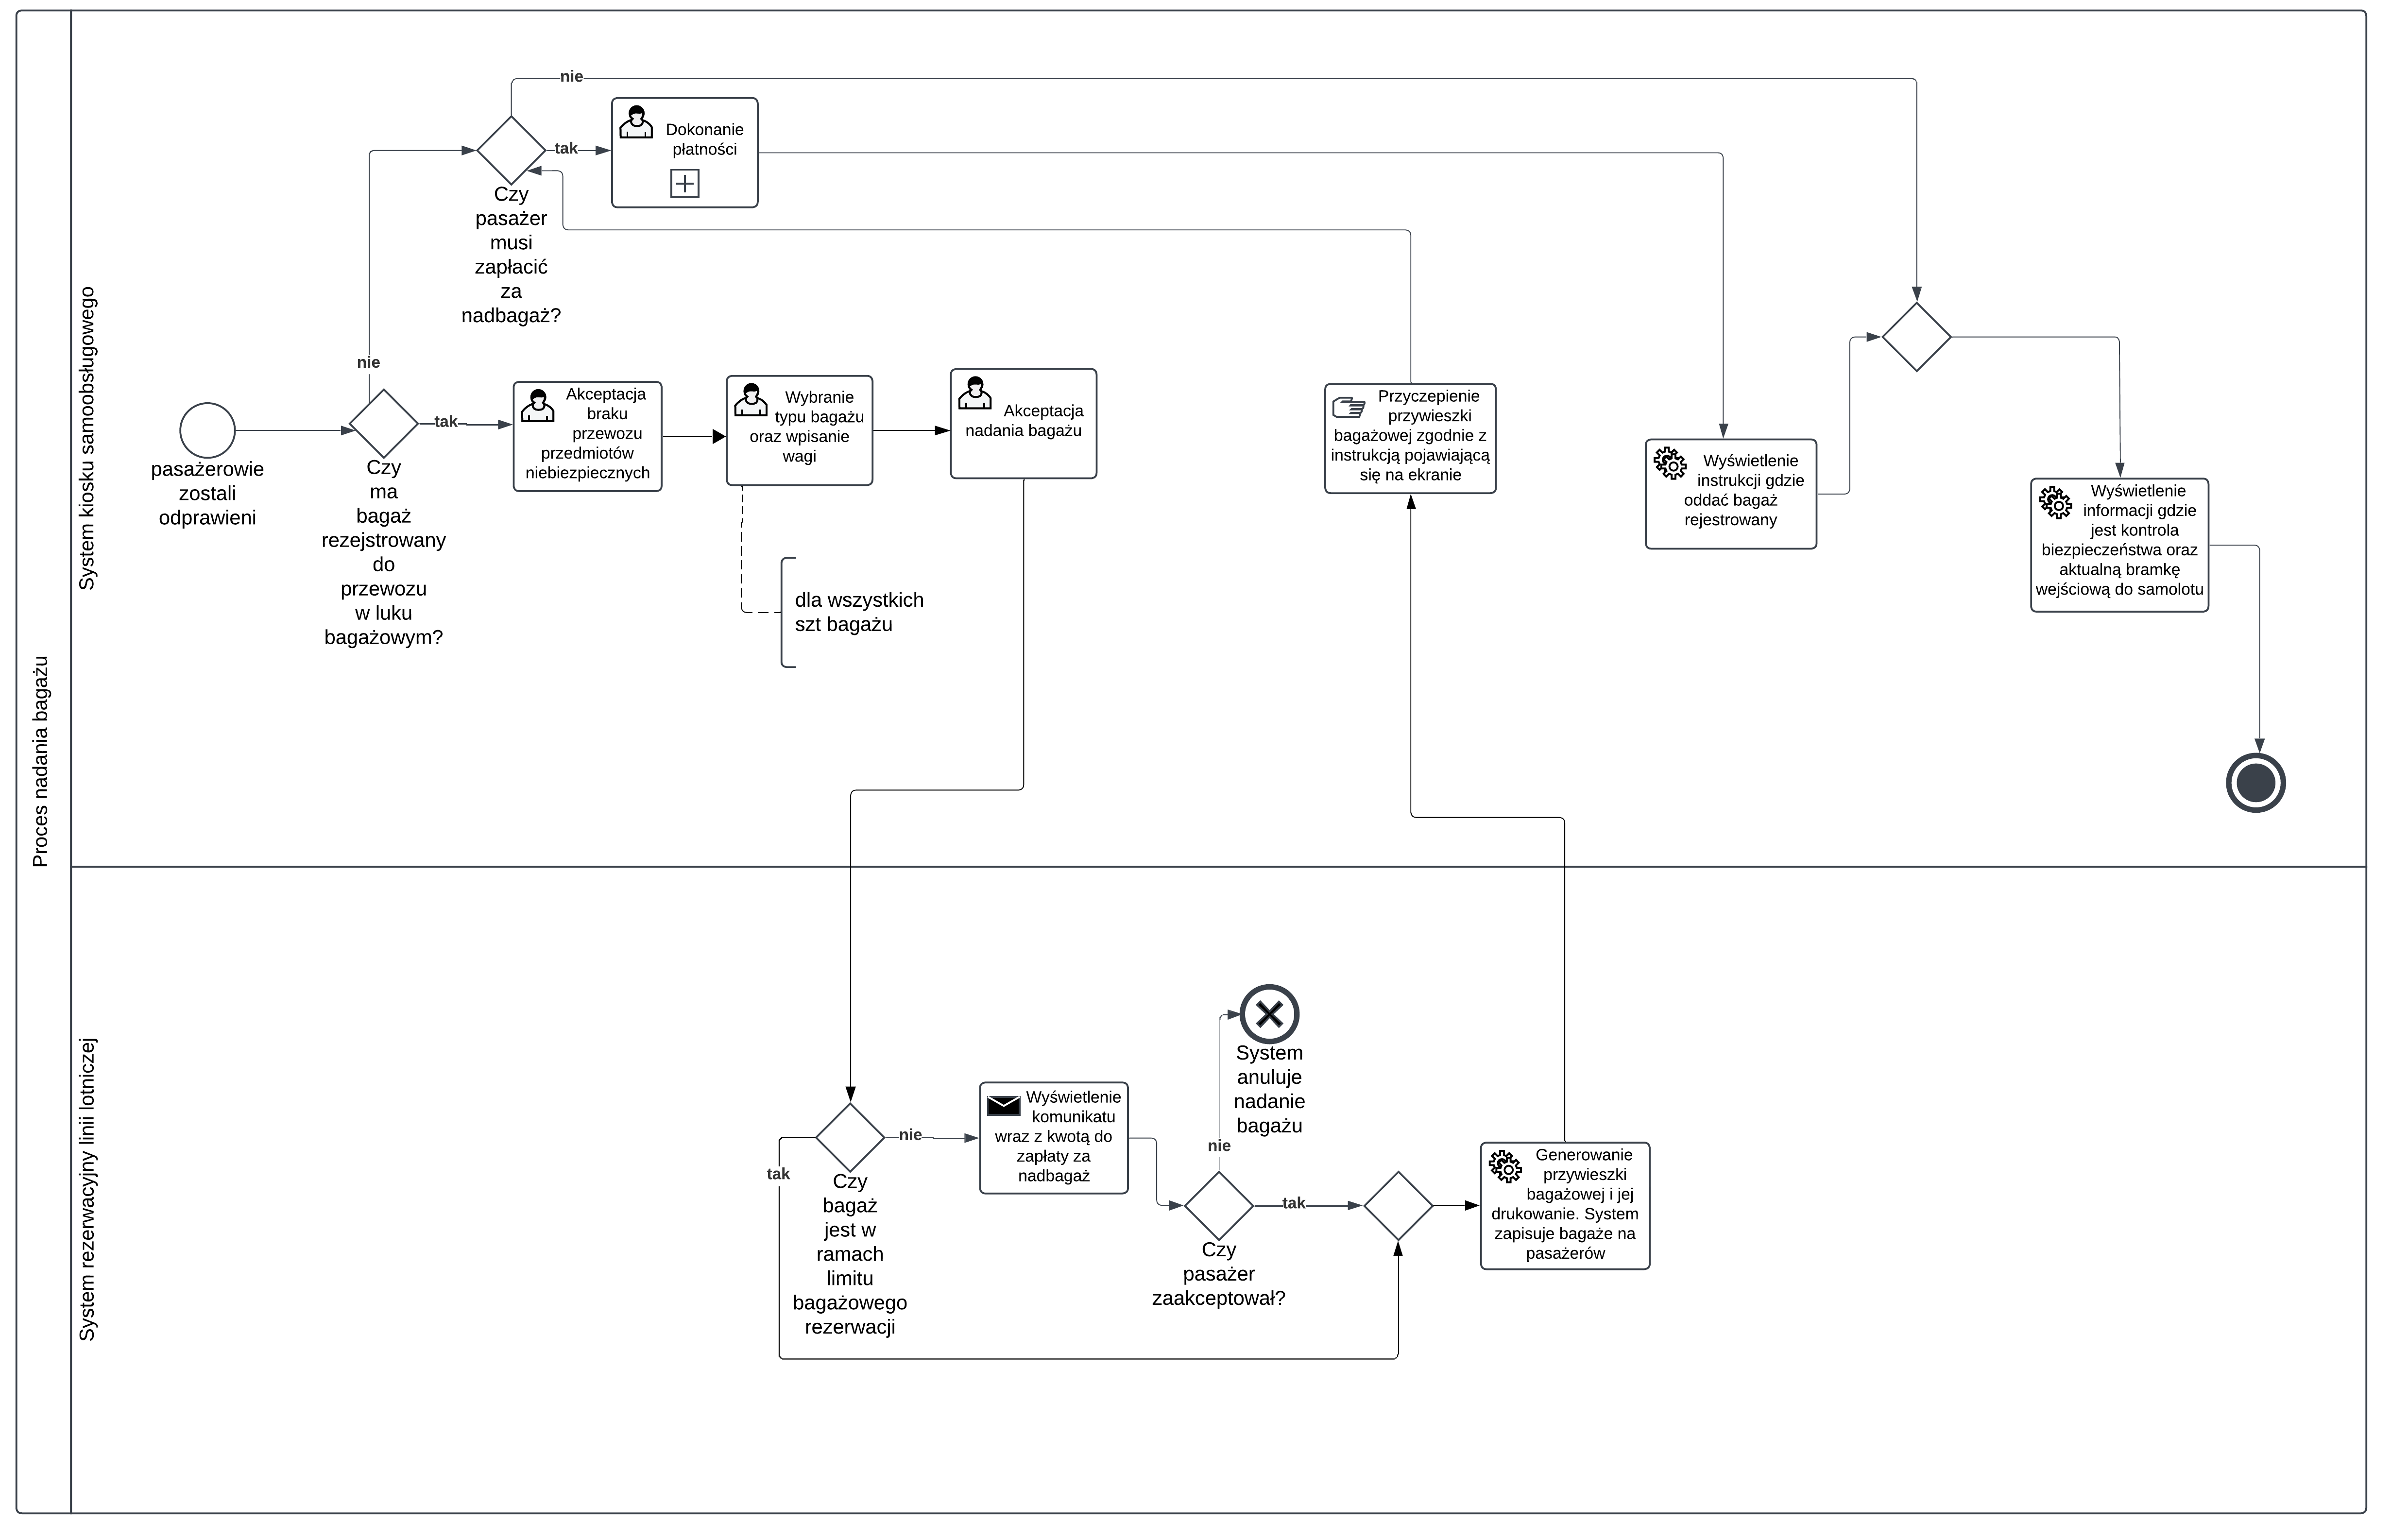 Proces nadania bagażu
System kiosku samoobsługowego
nie
tak
Dokonanie
płatności
Czy
pasażer
musi
zapłacić
za
nadbagaż?
nie
pasażerowie
zostali
odprawieni
tak
Czy
ma
bagaż
rezejstrowany
do
przewozu
w luku
bagażowym?
Akceptacja
braku
przewozu
przedmiotów
niebiezpecznych
Wybranie
typu bagażu
oraz wpisanie
wagi
dla wszystkich
szt bagażu
Akceptacja
nadania bagażu
Przyczepienie
przywieszki
bagażowej zgodnie z
instrukcją pojawiającą
się na ekranie
Wyświetlenie
instrukcji gdzie
oddać bagaż
rejestrowany
Wyświetlenie
informacji gdzie
jest kontrola
biezpieczeństwa oraz
aktualną bramkę
wejściową do samolotu
System rezerwacyjny linii lotniczej
tak
nie
Czy
bagaż
jest w
ramach
limitu
bagażowego
rezerwacji
Wyświetlenie
komunikatu
wraz z kwotą do
zapłaty za
nadbagaż
System
anuluje
nadanie
bagażu
nie
tak
Czy
pasażer
zaakceptował?
Generowanie
przywieszki
bagażowej i jej
drukowanie. System
zapisuje bagaże na
pasażerów